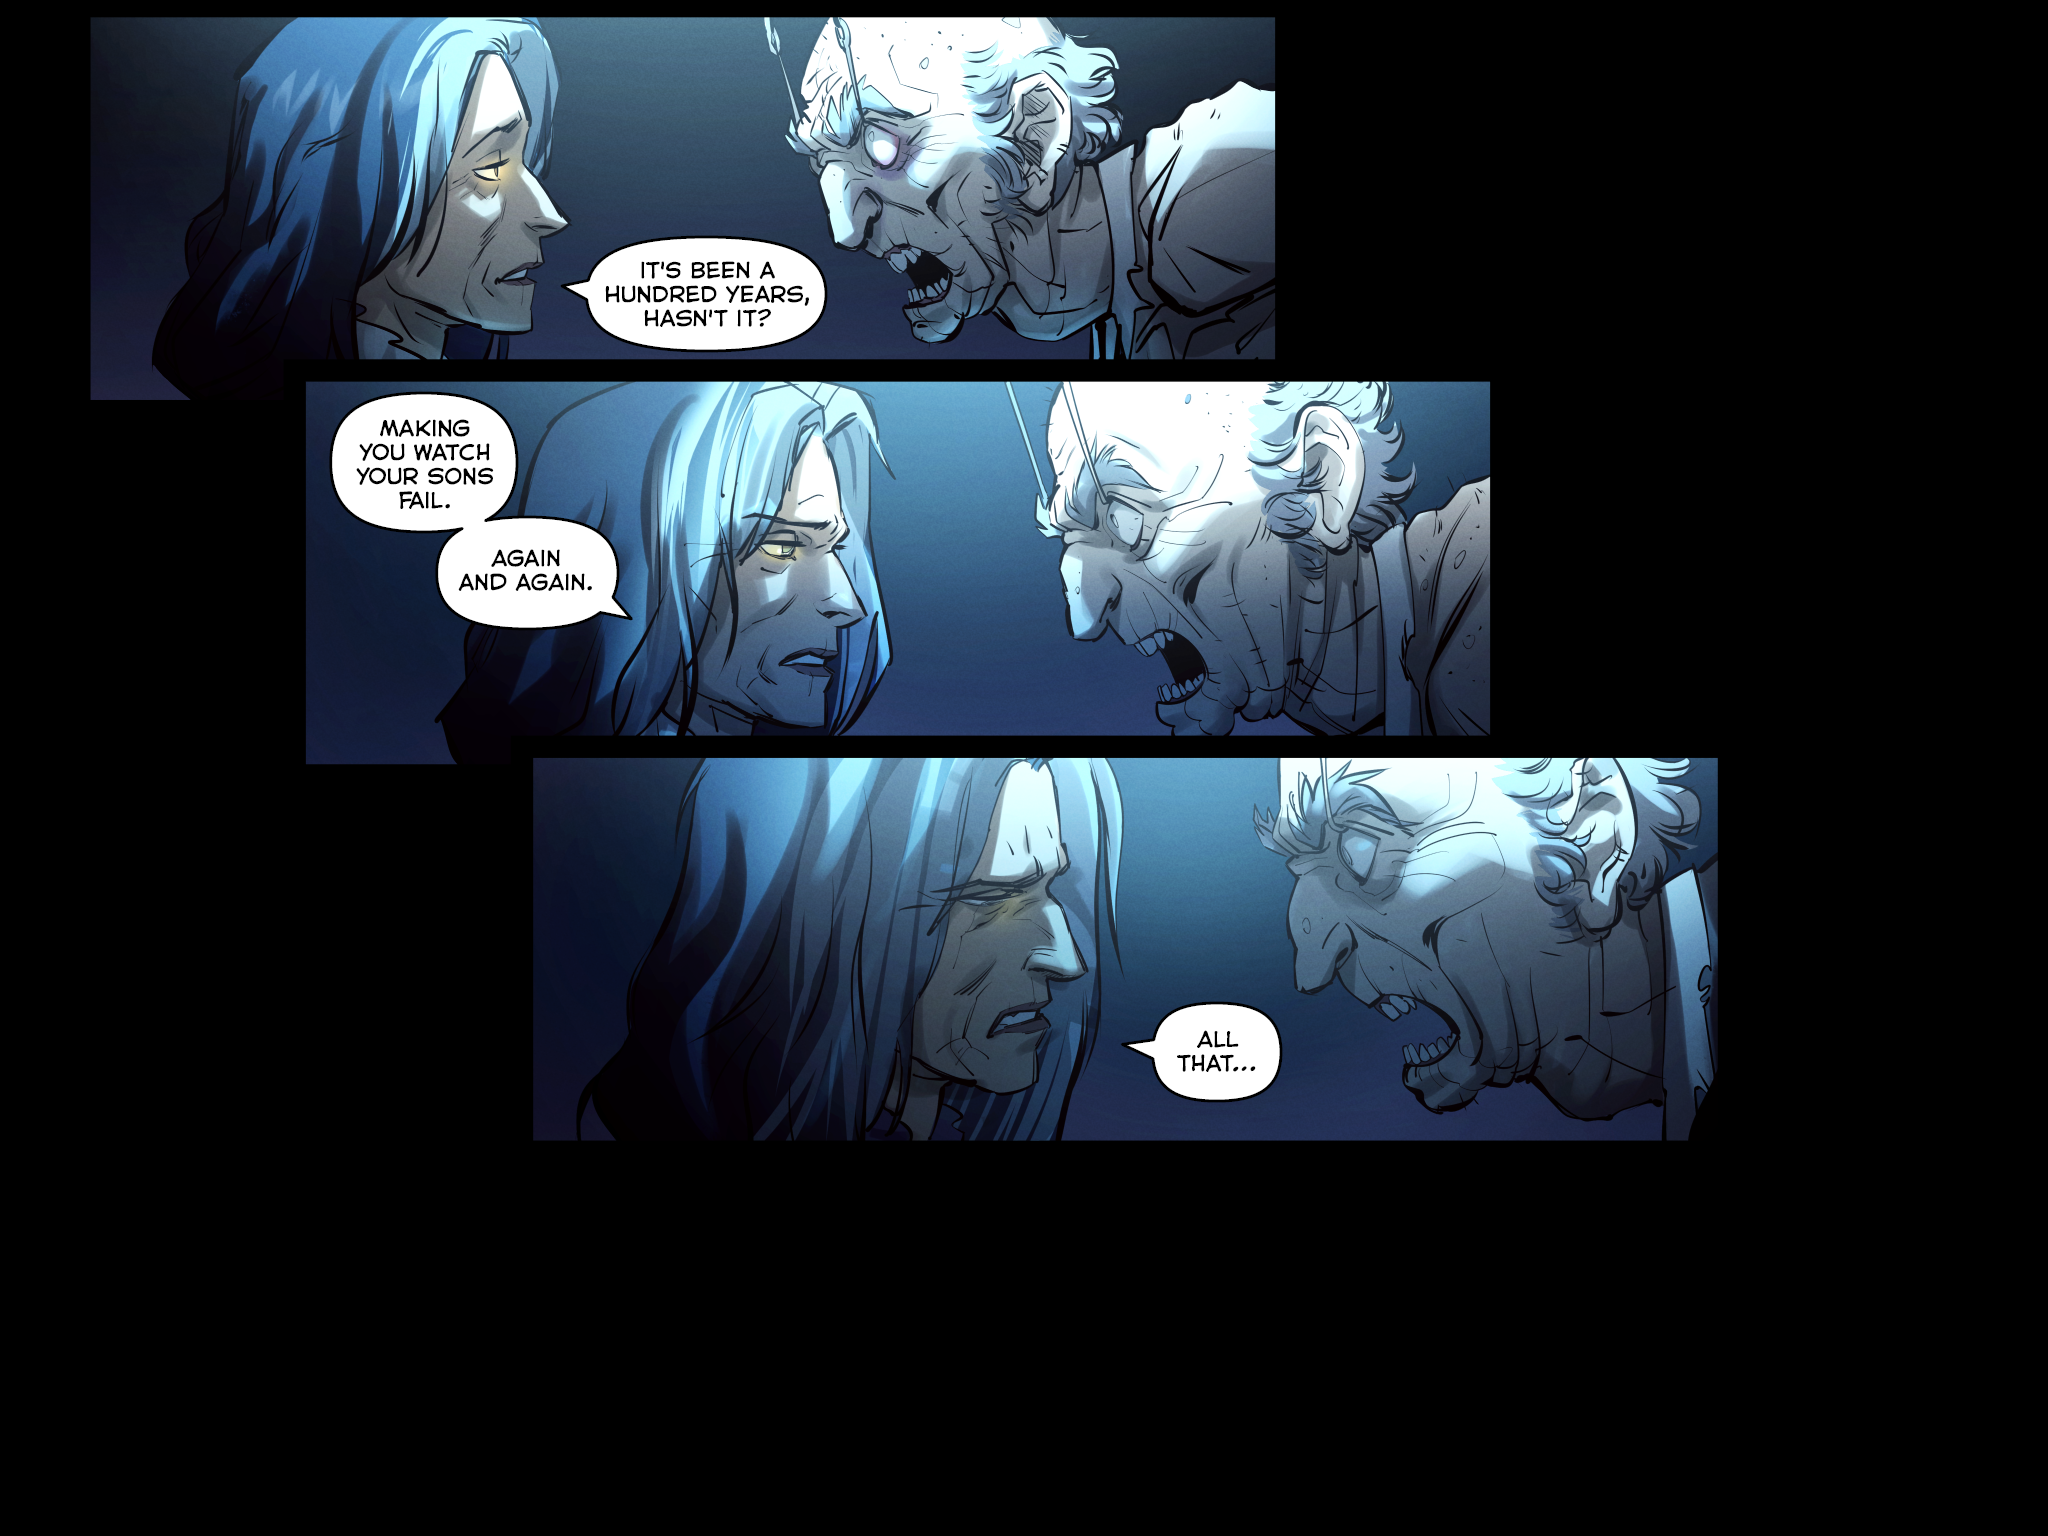 IT'S BEEN A
HUNDRED YEARS,
HASN'T IT?
MAKING
YOU WATCH
YOUR SONS
FAIL.
AGAIN
AND AGAIN.
ALL
THAT...